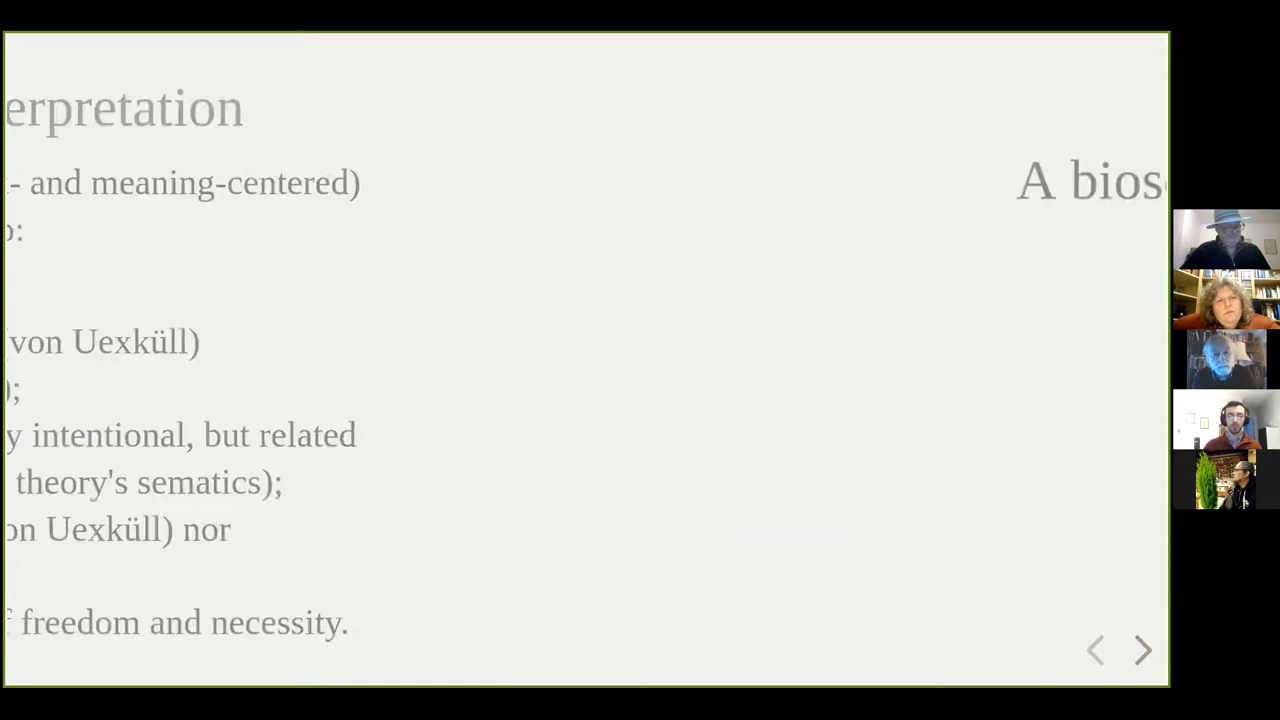 erpretation
- and meaning-centered)
A bios
o:
(von Uexküll)
);
y intentional, but related
theory's sematics);
on Uexküll) nor
f freedom and necessity.